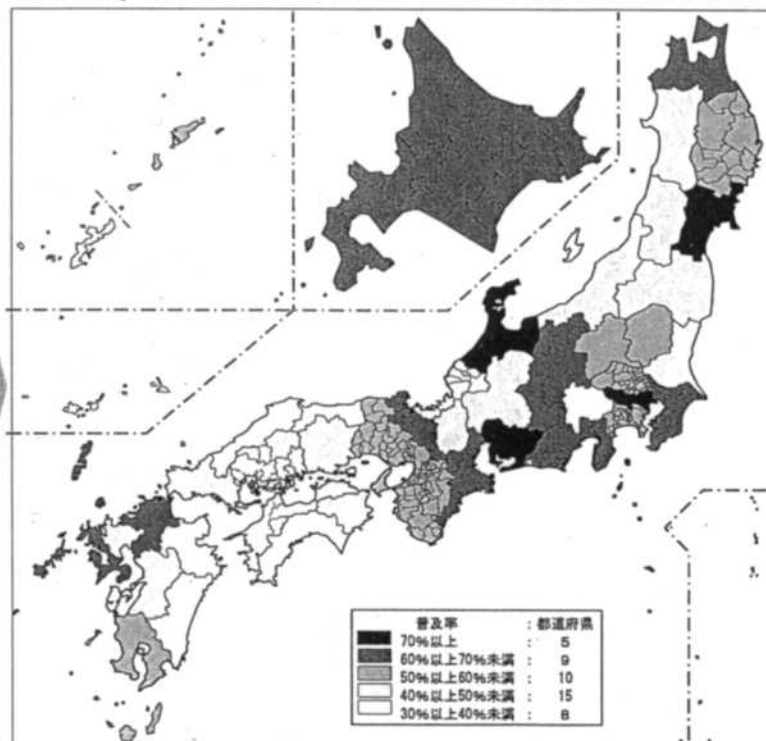 普及率 : 都道府県
70%以上 : 5
60%以上70%未満 : 9
50%以上60%未満 : 10
40%以上50%未満 : 15
30%以上40%未満 : 8